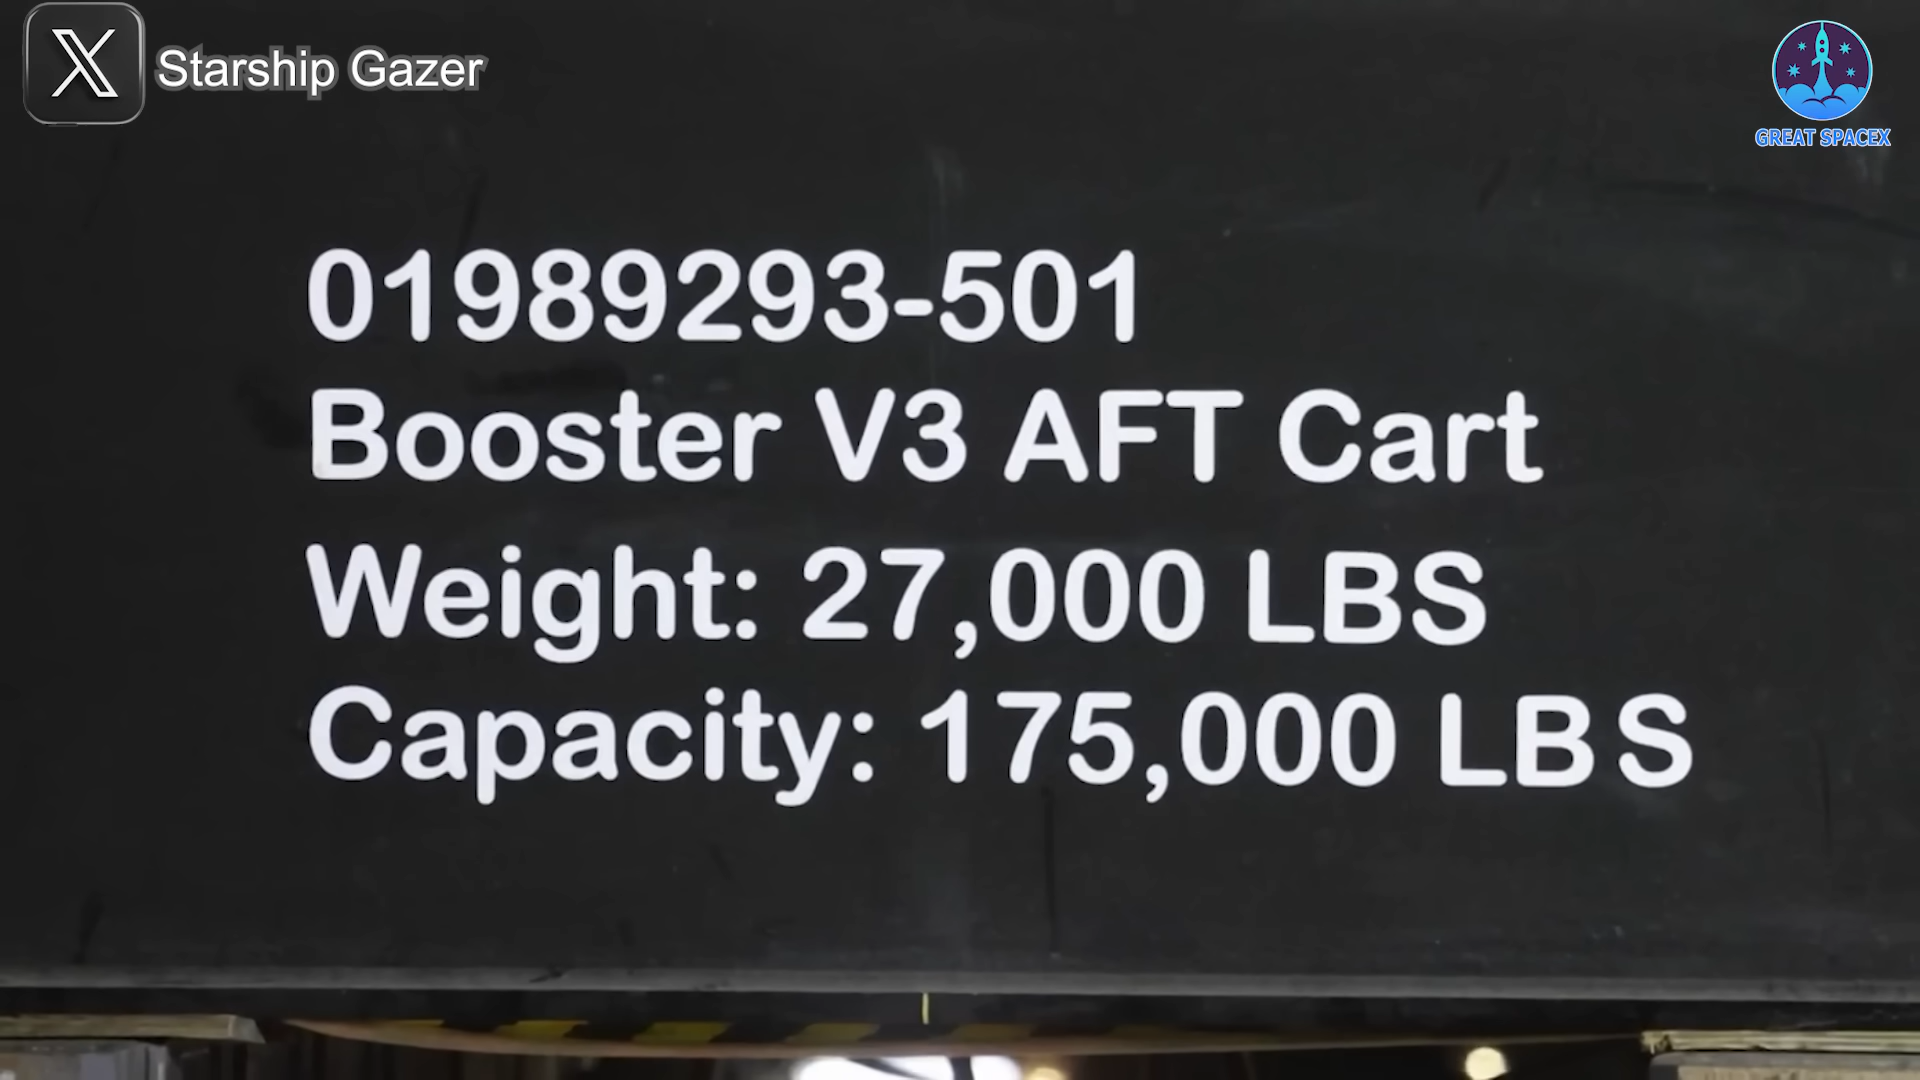 Starship Gazer
GREAT SPACEX
01989293-501
Booster V3 AFT Cart
Weight: 27,000 LBS
Capacity: 175,000 LBS